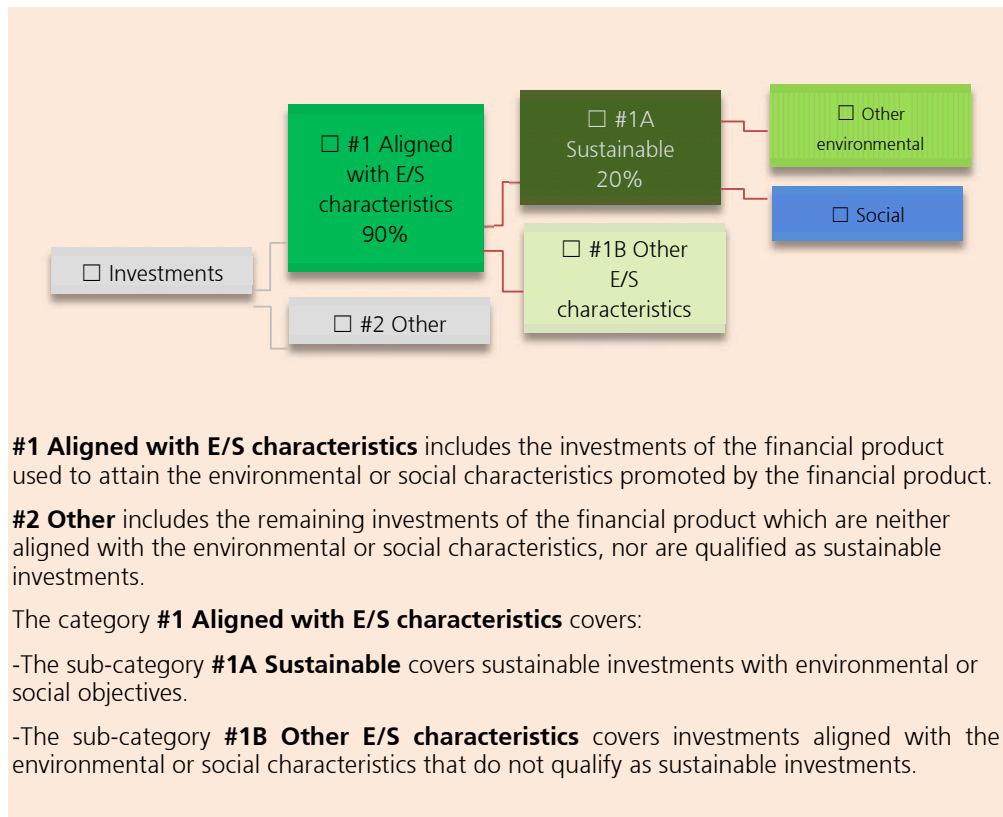 ☐ #1A
Sustainable
20%
☐ Other
environmental
☐ #1 Aligned
with E/S
characteristics
90%
☐ Social
☐ Investments
☐ #1B Other
E/S
characteristics
☐ #2 Other
#1 Aligned with E/S characteristics includes the investments of the financial product
used to attain the environmental or social characteristics promoted by the financial product.
#2 Other includes the remaining investments of the financial product which are neither
aligned with the environmental or social characteristics, nor are qualified as sustainable
investments.
The category #1 Aligned with E/S characteristics covers:
-The sub-category #1A Sustainable covers sustainable investments with environmental or
social objectives.
-The sub-category #1B Other E/S characteristics covers investments aligned with the
environmental or social characteristics that do not qualify as sustainable investments.